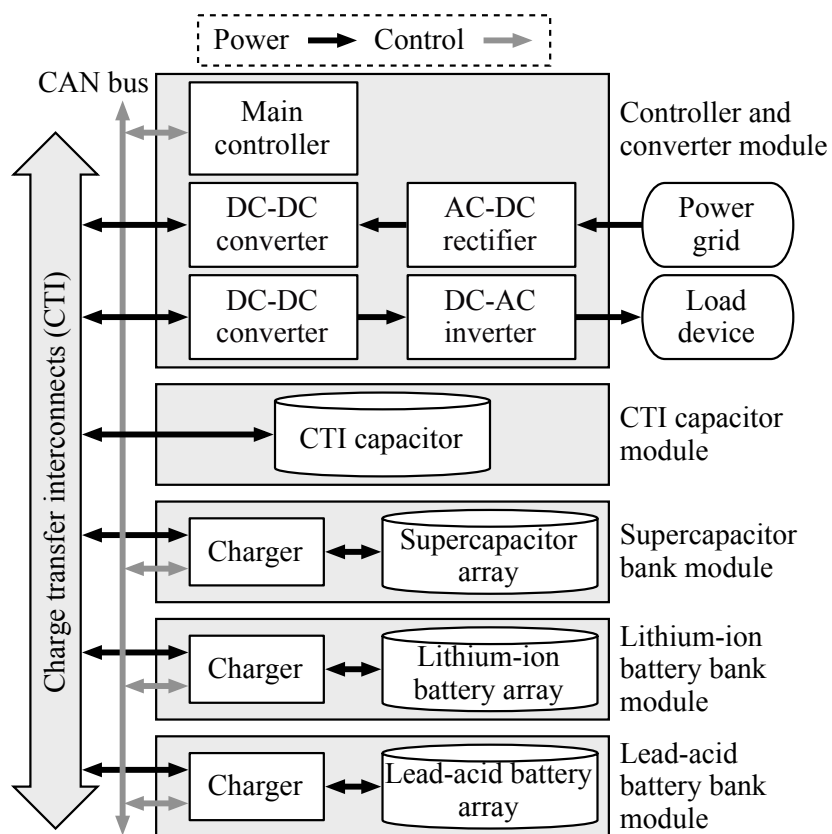 Power
Control
CAN bus
Main
controller
Controller and
converter module
DC-DC
converter
AC-DC
rectifier
Power
grid
DC-DC
converter
DC-AC
inverter
Load
device
Charge transfer interconnects (CTI)
CTI capacitor
CTI capacitor
module
Charger
Supercapacitor
array
Supercapacitor
bank module
Charger
Lithium-ion
battery array
Lithium-ion
battery bank
module
Charger
Lead-acid battery
array
Lead-acid
battery bank
module